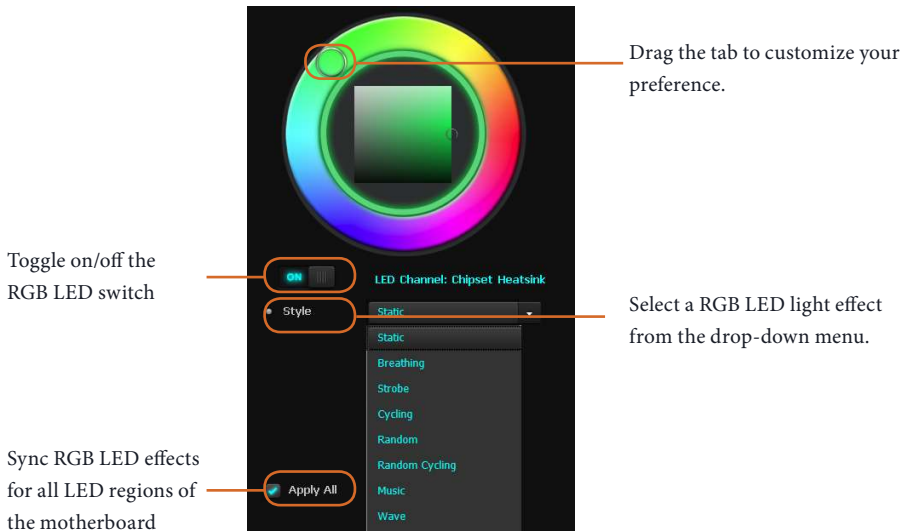 Drag the tab to customize your
preference.
Toggle on/off the
RGB LED switch
ON
LED Channel: Chipset Heatsink
Style
Static
Select a RGB LED light effect
from the drop-down menu.
Static
Breathing
Strobe
Cycling
Random
Random Cycling
Music
Wave
Sync RGB LED effects
for all LED regions of
the motherboard
Apply All